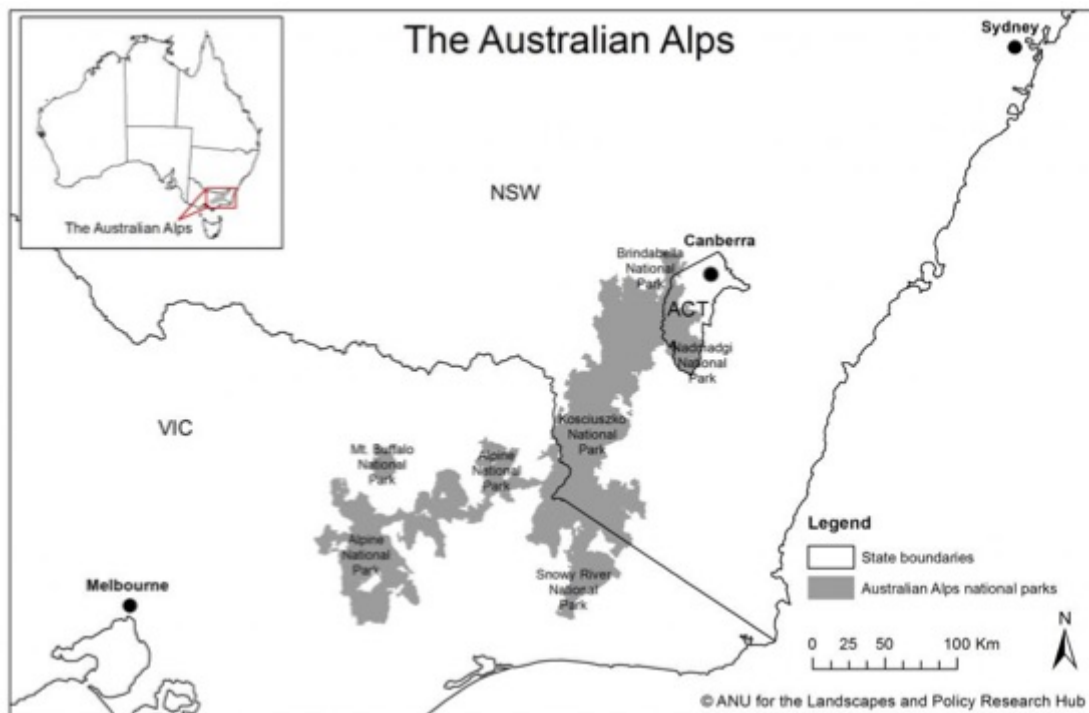 The Australian Alps
Sydney
The Australian Alps
NSW
Canberra
Brindabella
National
Park
ACT
Nadmadgi
National
Park
Kosciuszko
National
Park
VIC
Mt. Buffalo
National
Park
Alpine
National
Park
Alpine
National
Park
Snowy River
National
Park
Melbourne
Legend
State boundaries
Australian Alps national parks
N
0 25 50 100 Km
© ANU for the Landscapes and Policy Research Hub